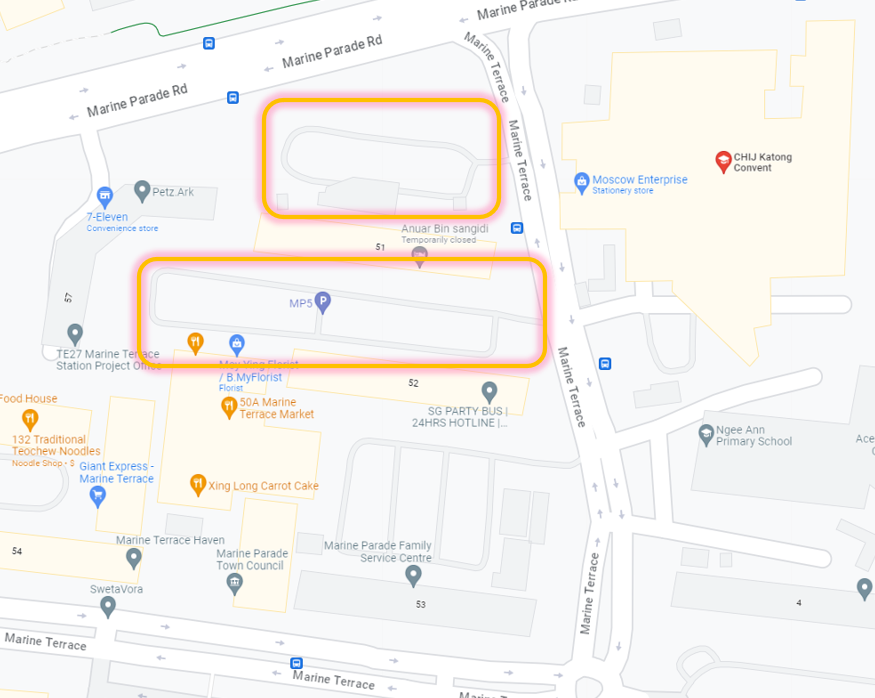 Marine Parade Rd
Marine Parade Rd
Marine Parade Rd
Marine Terrace
Marine Terrace
CHIJ Katong
Convent
Moscow Enterprise
Stationery store
Petz.Ark
7-Eleven
Convenience store
Anuar Bin sangidi
Temporarily closed
51
57
MP5
P
TE27 Marine Terrace
Station Project Office
Moy Xing Florist
/ B.MyFlorist
Florist
52
Marine Terrace
Food House
50A Marine
Terrace Market
SG PARTY BUS |
24HRS HOTLINE |...
132 Traditional
Teochew Noodles
Noodle Shop - $
Ngee Ann
Primary School
Ace
Giant Express -
Marine Terrace
Xing Long Carrot Cake
54
Marine Terrace Haven
Marine Parade
Town Council
Marine Parade Family
Service Centre
SwetaVora
53
4
Marine Terrace
Marine Terrace
Marine Terrace
Marine